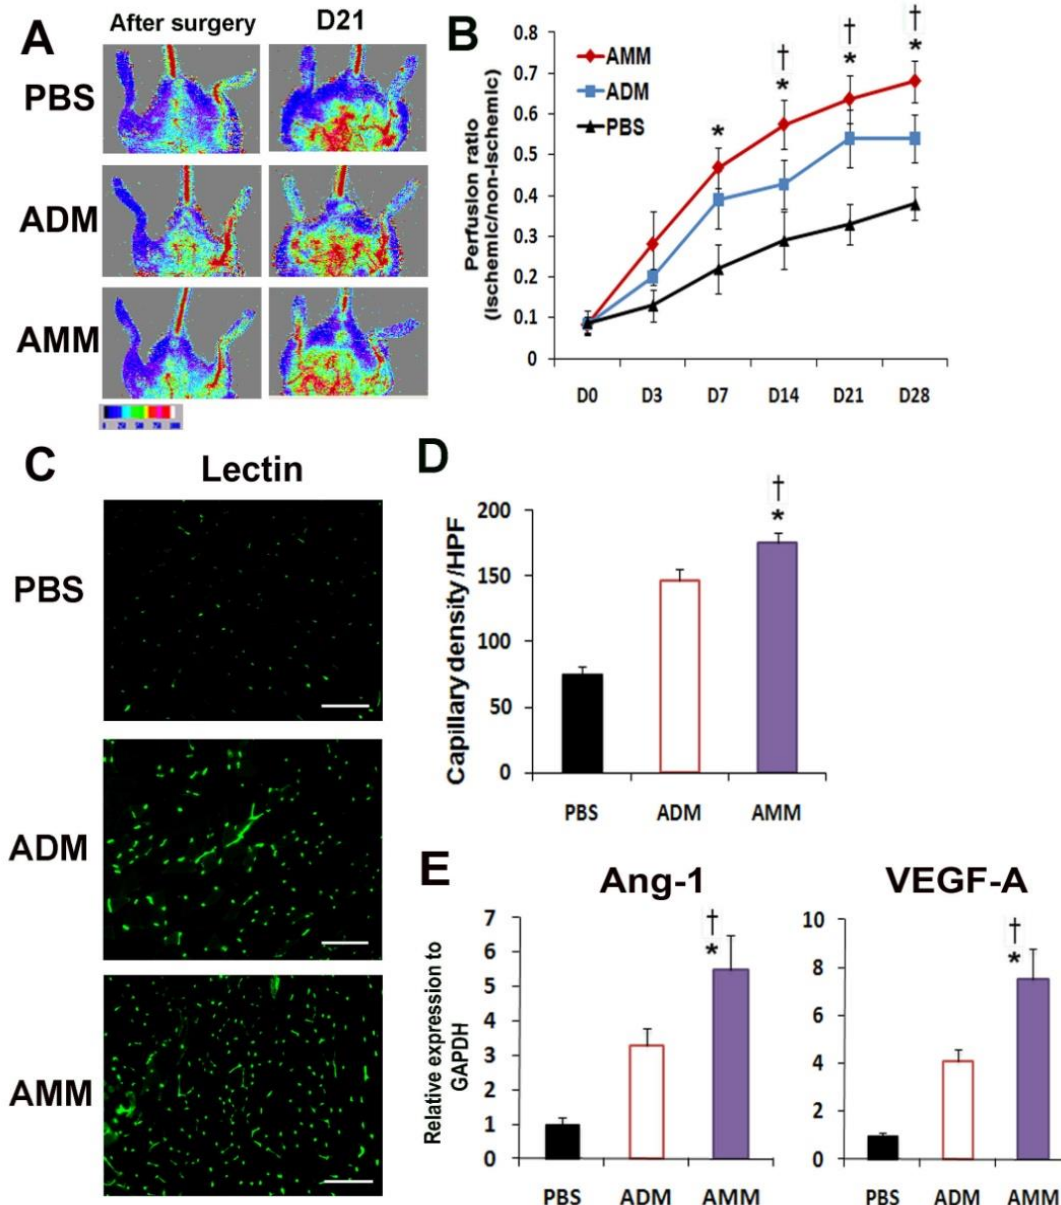 A
After surgery
D21
PBS
ADM
AMM
B
Perfusion ratio
(Ischemic/non-Ischemic)
0.8
0.7
0.6
0.5
0.4
0.3
0.2
0.1
0
AMM
ADM
PBS
*
†
*
†
*
†
*
D0
D3
D7
D14
D21
D28
C
Lectin
PBS
ADM
AMM
D
Capillary density /HPF
200
150
100
50
0
†
*
PBS
ADM
AMM
E
Ang-1
Relative expression to
GAPDH
7
6
5
4
3
2
1
0
†
*
PBS
ADM
AMM
VEGF-A
10
8
6
4
2
0
†
*
PBS
ADM
AMM